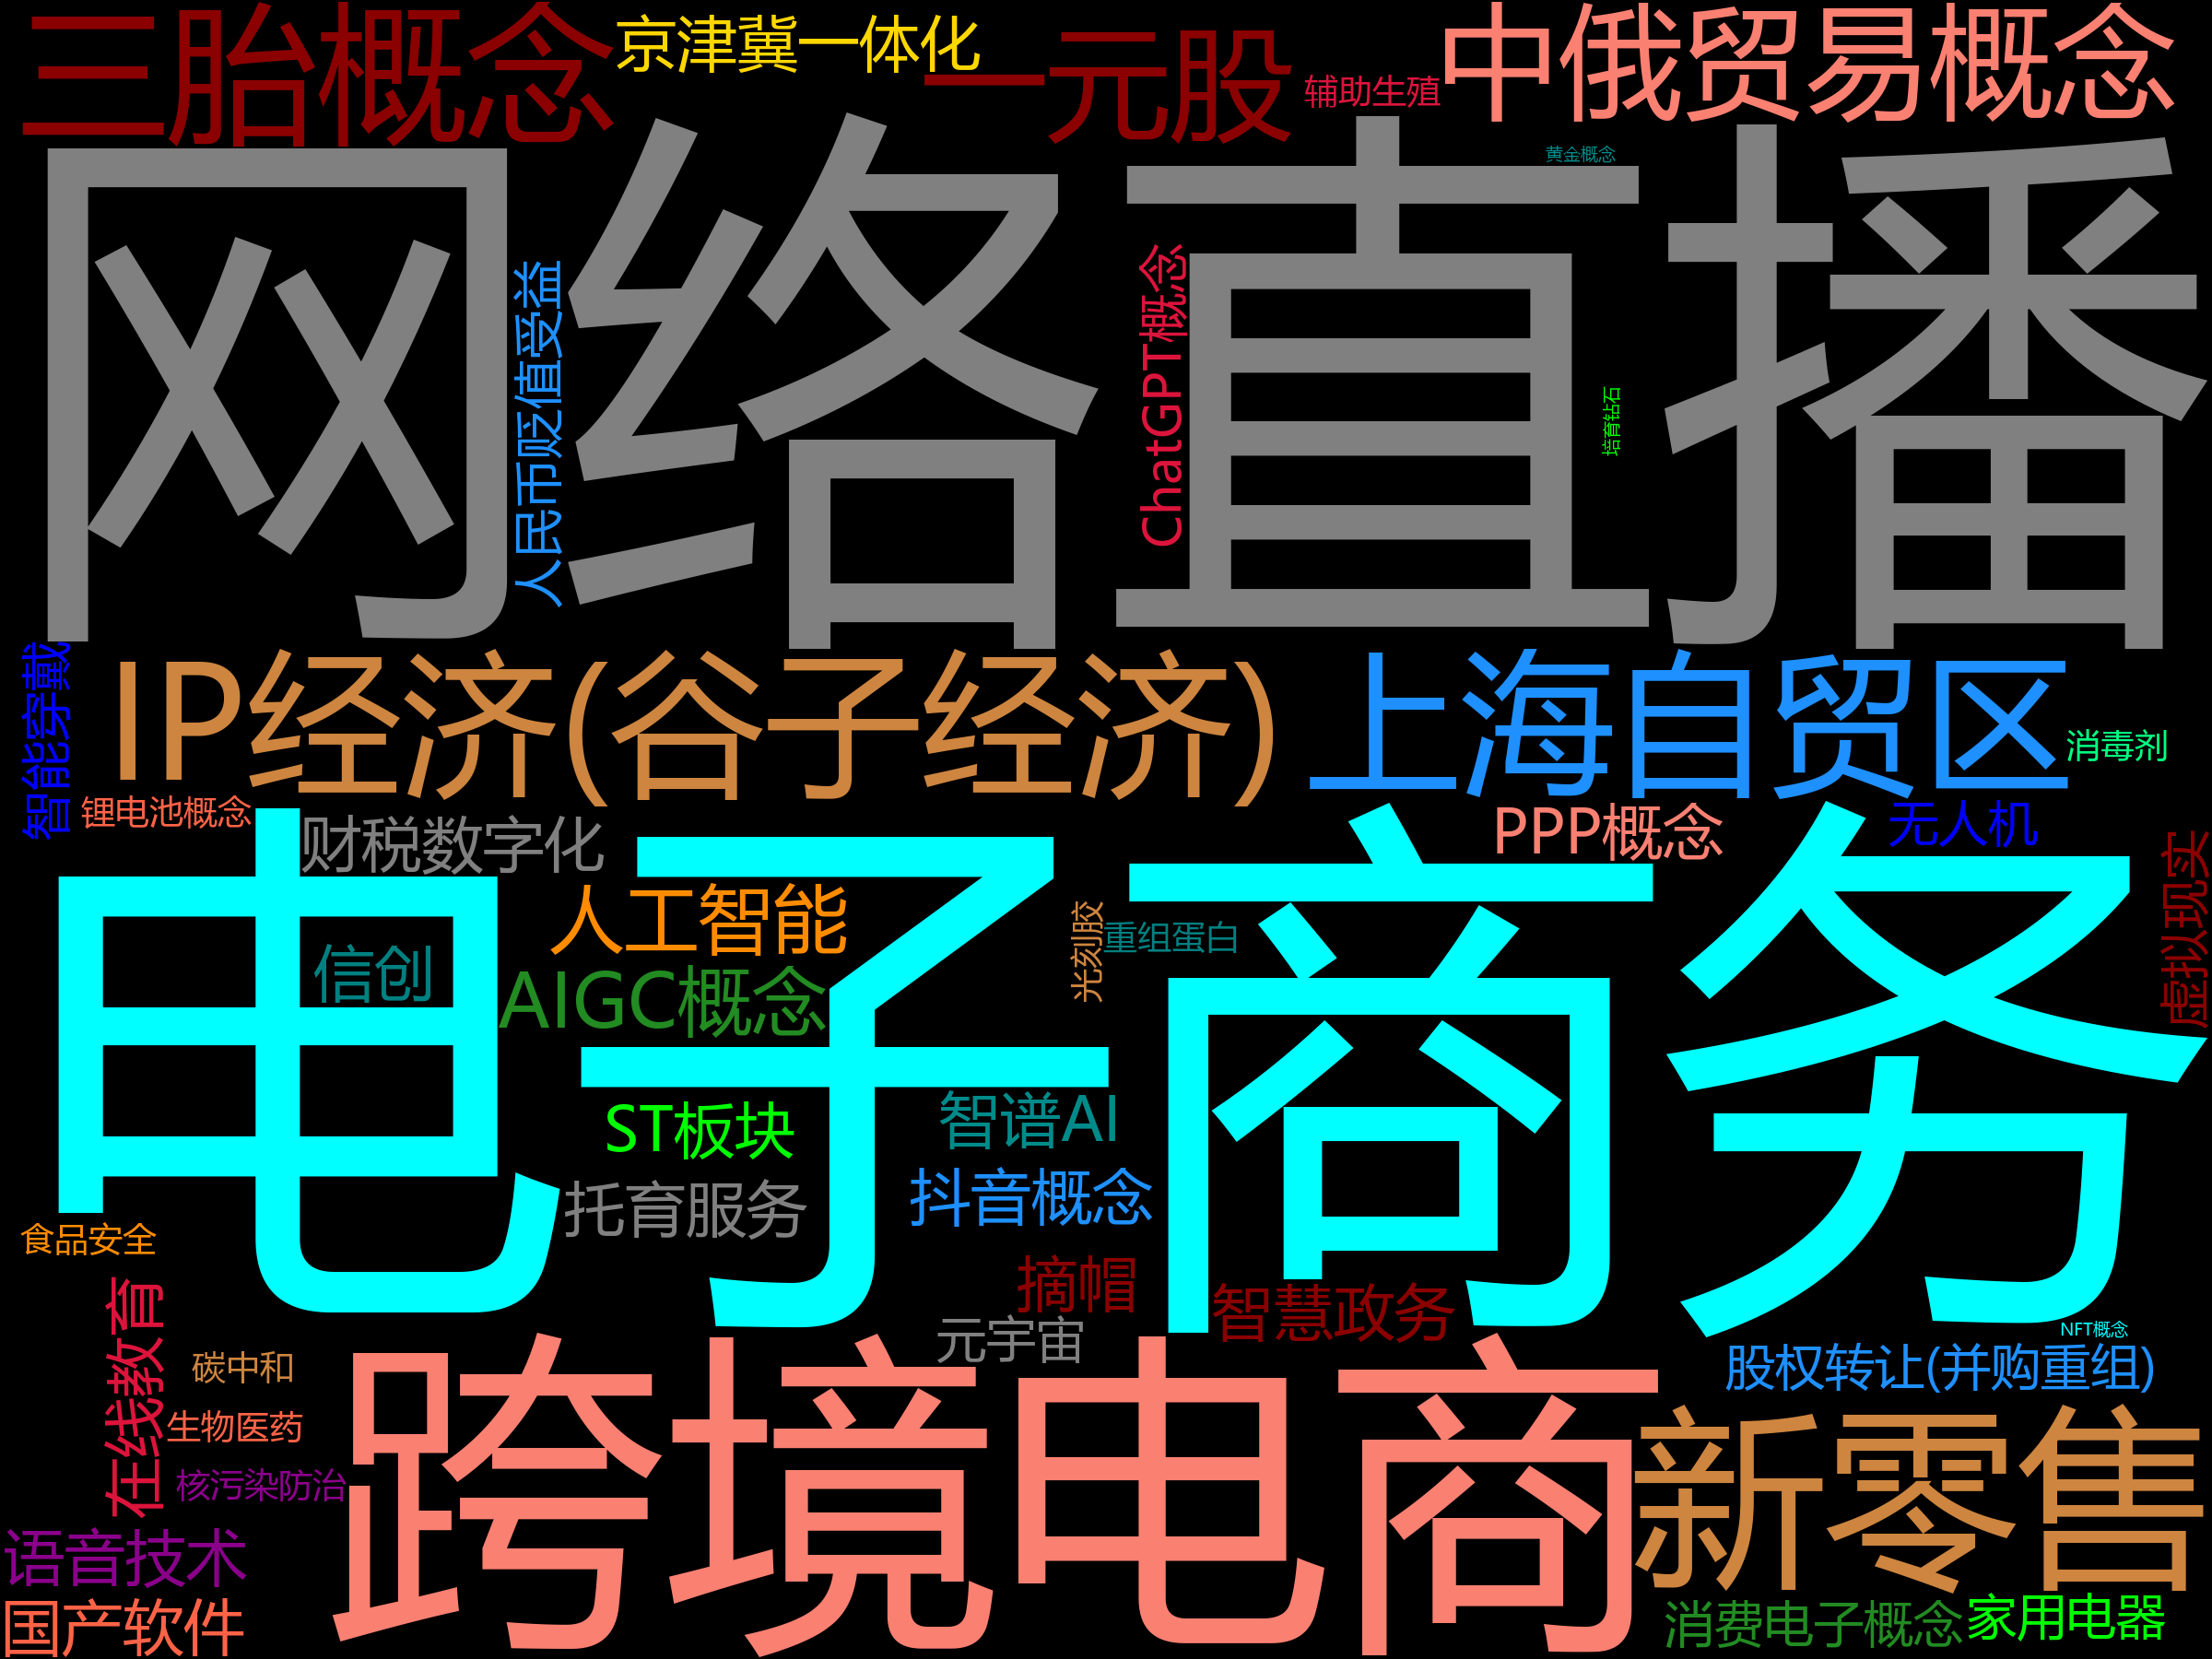 三胎概念
京津冀一体化
一元股
辅助生殖
中俄贸易概念
黄金概念
网络直播
人民币贬值受益
ChatGPT概念
培育钻石
智能穿戴
IP经济(谷子经济)
上海自贸区
消毒剂
锂电池概念
财税数字化
PPP概念
无人机
虚拟现实
电子商务
人工智能
信创
AIGC概念
光刻胶
重组蛋白
ST板块
智谱AI
托育服务
抖音概念
食品安全
摘帽
智慧政务
元宇宙
NFT概念
在线教育
碳中和
股权转让(并购重组)
生物医药
跨境电商
新零售
核污染防治
语音技术
国产软件
消费电子概念
家用电器